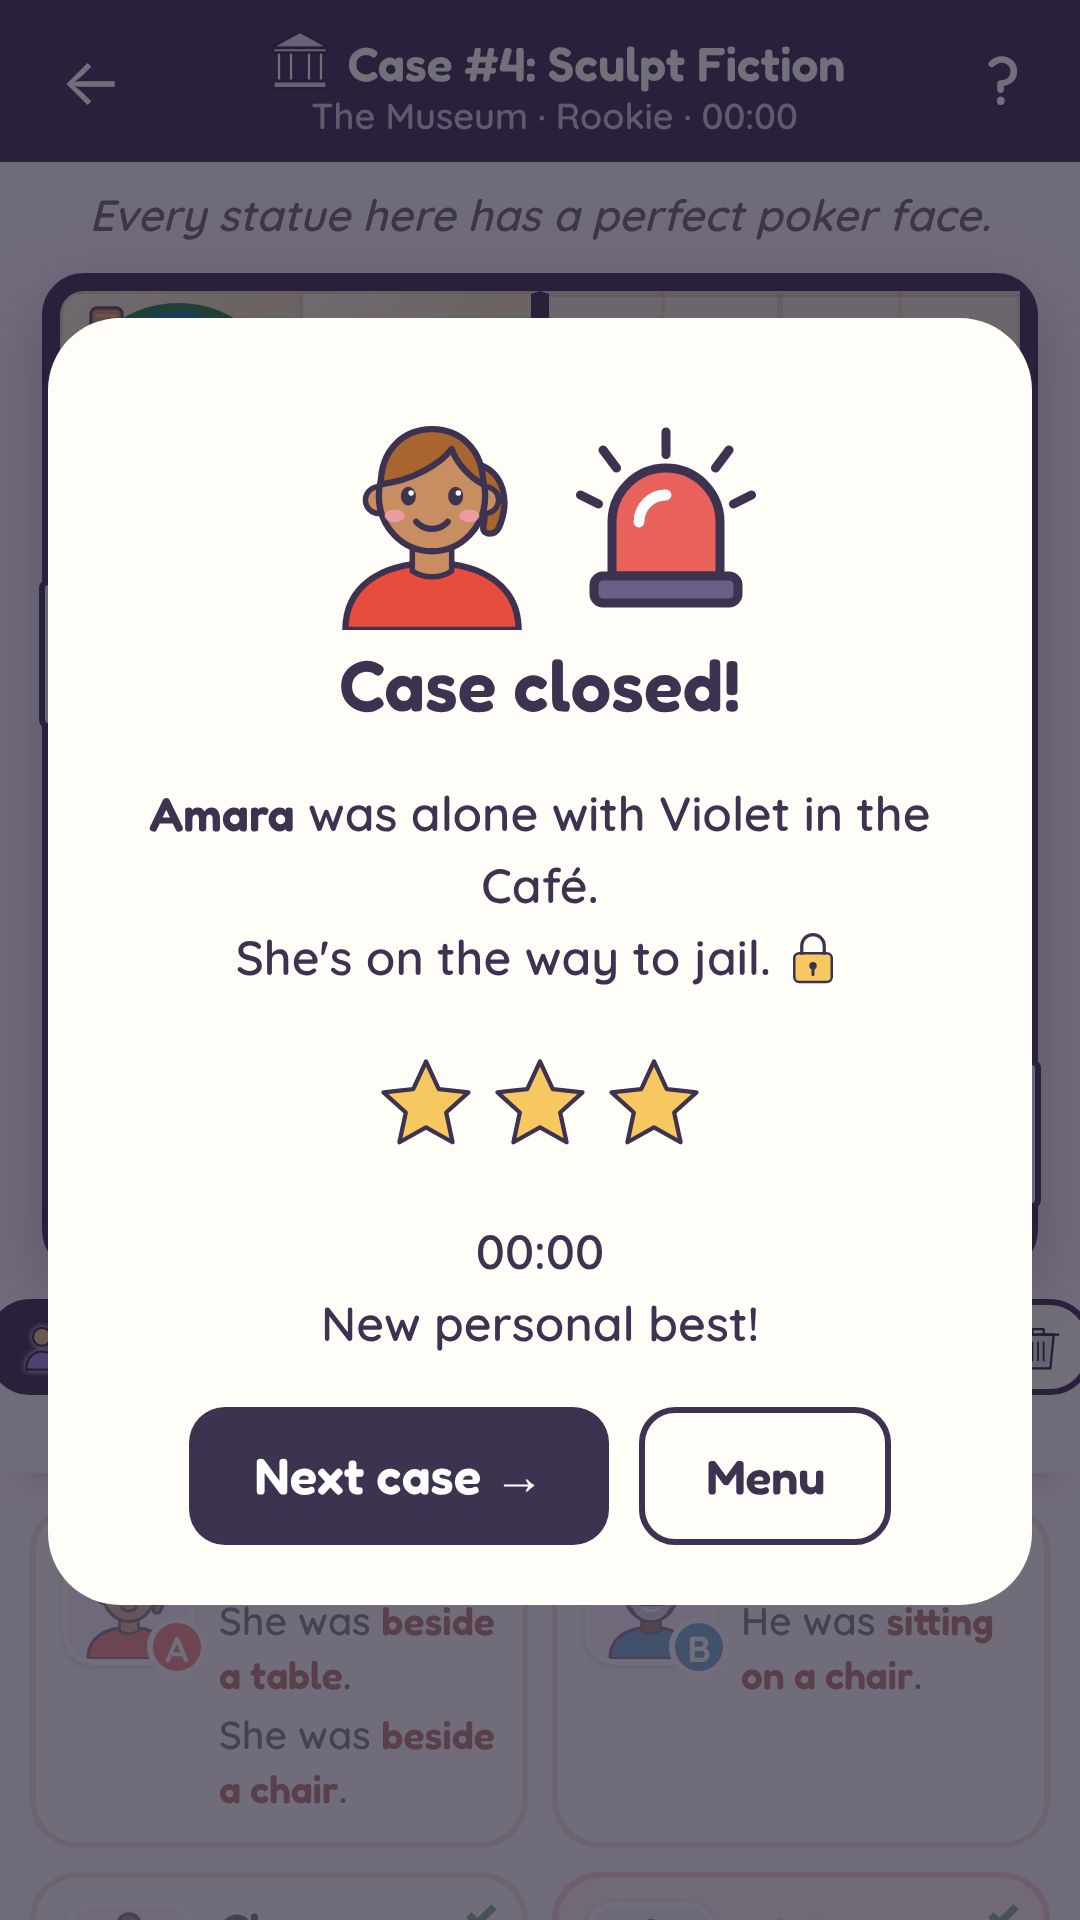 Case #4: Sculpt Fiction
The Museum · Rookie · 00:00
Every statue here has a perfect poker face.
Case closed!
Amara was alone with Violet in the
Café.
She's on the way to jail.
00:00
New personal best!
Next case →
Menu
She was beside
a table.
She was beside
a chair.
A
He was sitting
on a chair.
B